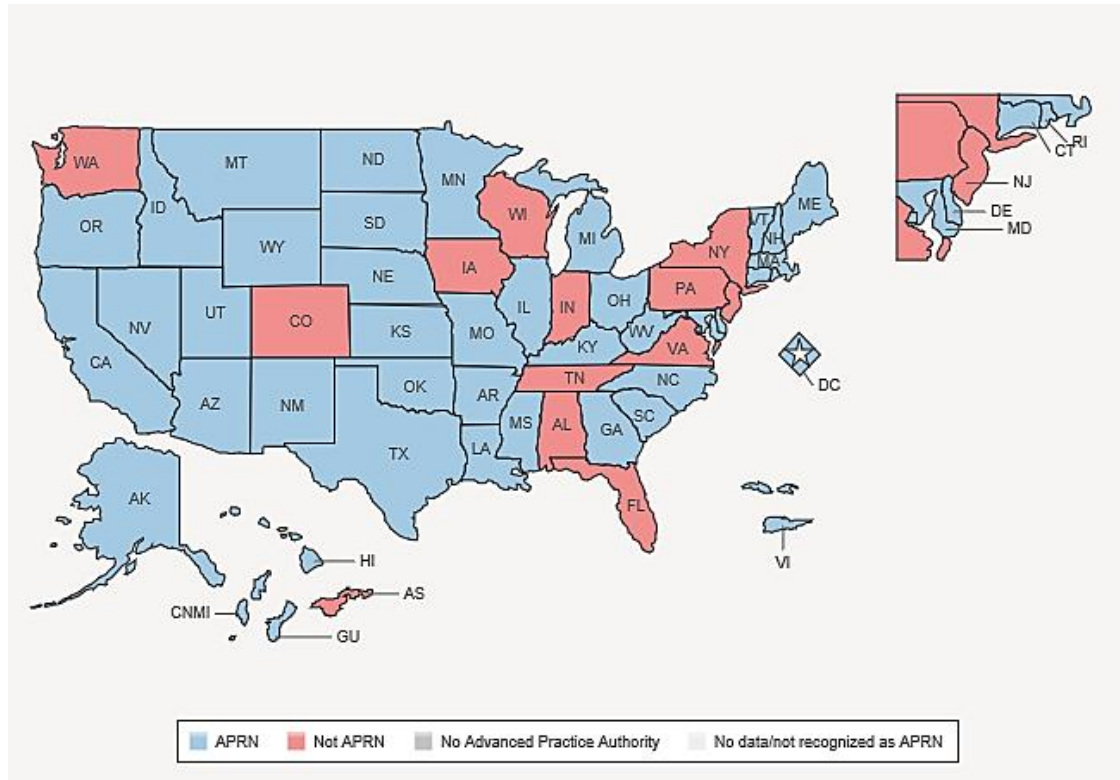 WA
MT
ND
MN
OR
ID
WY
SD
WI
MI
VT
NH
ME
NY
MA
NV
UT
CO
NE
IA
IL
IN
OH
PA
CA
KS
MO
KY
WV
VA
AZ
NM
OK
AR
TN
NC
TX
LA
MS
AL
GA
SC
FL
AK
HI
CNMI
GU
AS
RI
CT
NJ
DE
MD
DC
VI
APRN
Not APRN
No Advanced Practice Authority
No data/not recognized as APRN